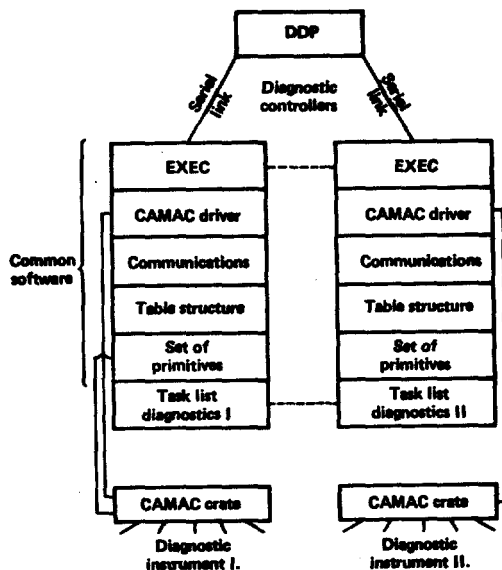 DDP
Serial
link
Diagnostic
controllers
Serial
link
Common
software
EXEC
CAMAC driver
Communications
Table structure
Set of
primitives
Task list
diagnostics I
CAMAC crate
Diagnostic
instrument I.
EXEC
CAMAC driver
Communications
Table structure
Set of
primitives
Task list
diagnostics II
CAMAC crate
Diagnostic
instrument II.